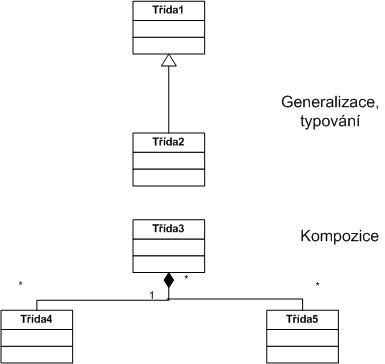 Třída1
Generalizace,
typování
Třída2
Třída3
Kompozice
*
*
*
1
Třída4
Třída5